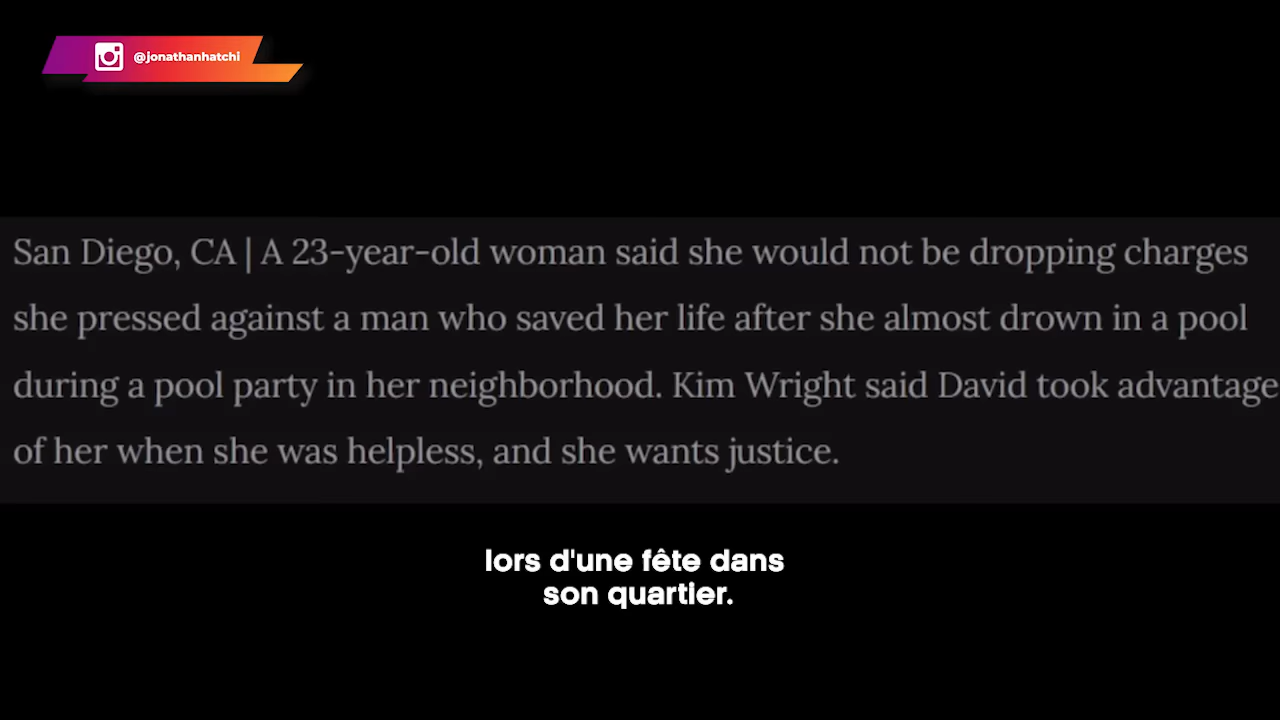 @jonathanhatchi
San Diego, CA | A 23-year-old woman said she would not be dropping charges
she pressed against a man who saved her life after she almost drown in a pool
during a pool party in her neighborhood. Kim Wright said David took advantage
of her when she was helpless, and she wants justice.
lors d'une fête dans
son quartier.